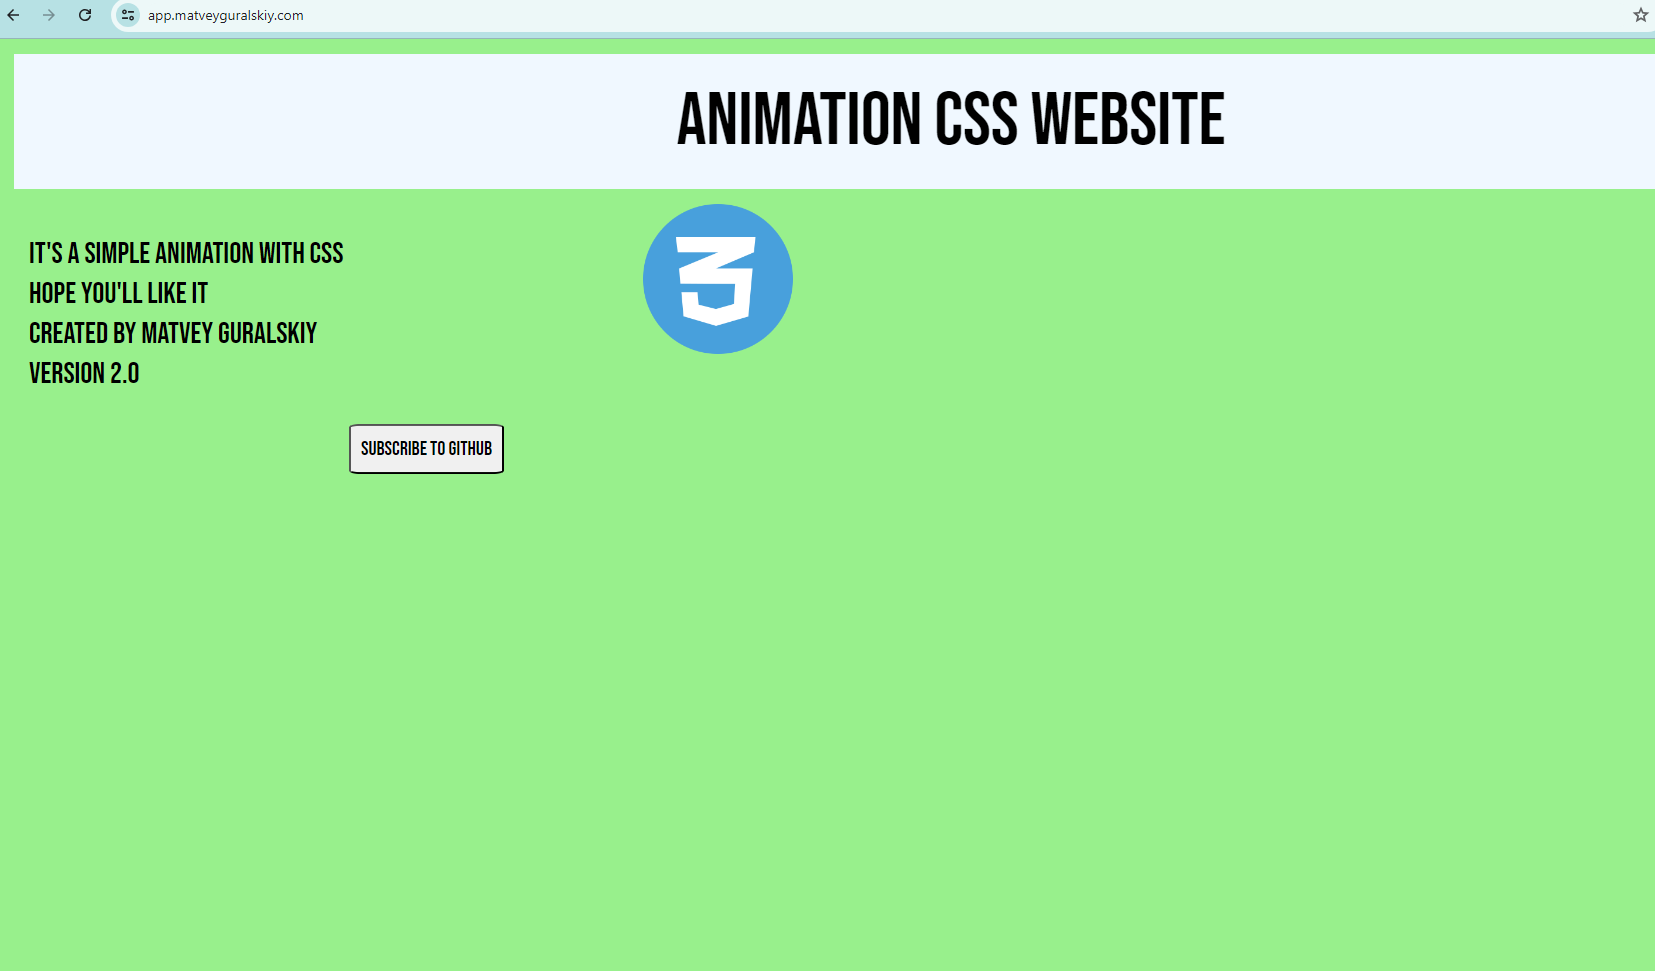 app.matveyguralskiy.com
ANIMATION CSS WEBSITE
IT'S A SIMPLE ANIMATION WITH CSS
HOPE YOU'LL LIKE IT
CREATED BY MATVEY GURALSKIY
VERSION 2.0
SUBSCRIBE TO GITHUB